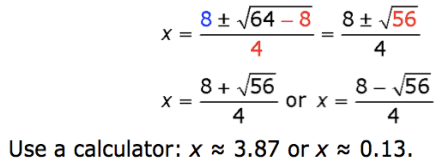 x = (8 ± √(64 – 8))/4 = (8 ± √56)/4
x = (8 + √56)/4 or x = (8 – √56)/4
Use a calculator: x ≈ 3.87 or x ≈ 0.13.